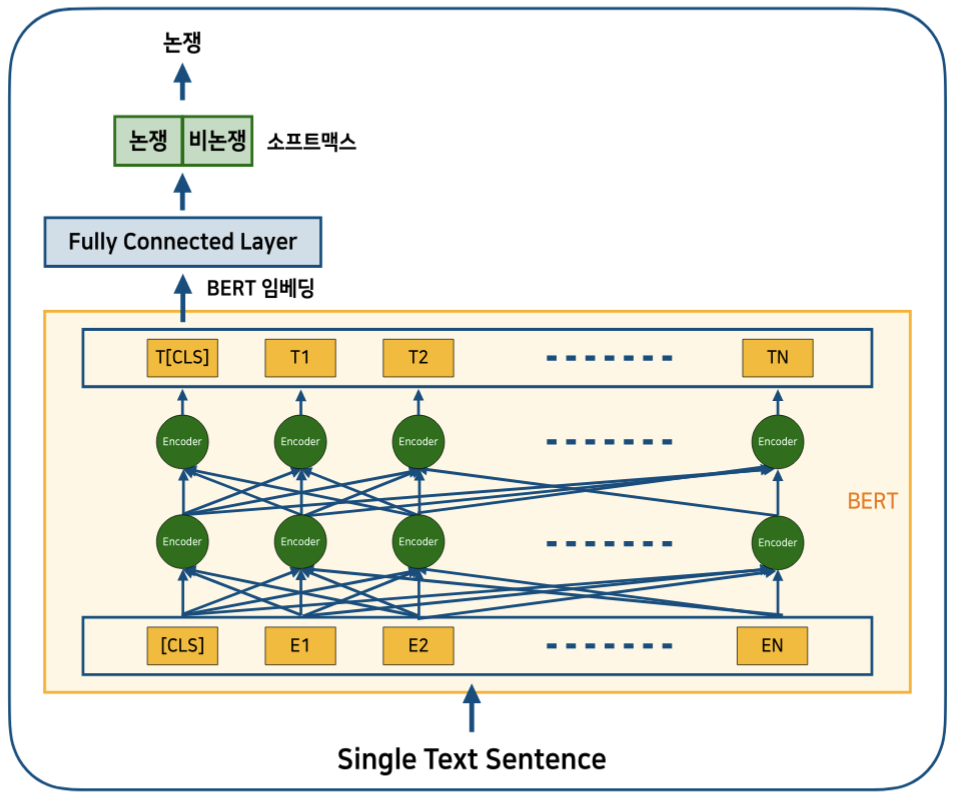 논쟁
논쟁 비논쟁 소프트맥스
Fully Connected Layer
BERT 임베딩
T[CLS] T1 T2 TN
Encoder Encoder Encoder Encoder
BERT
Encoder Encoder Encoder Encoder
[CLS] E1 E2 EN
Single Text Sentence